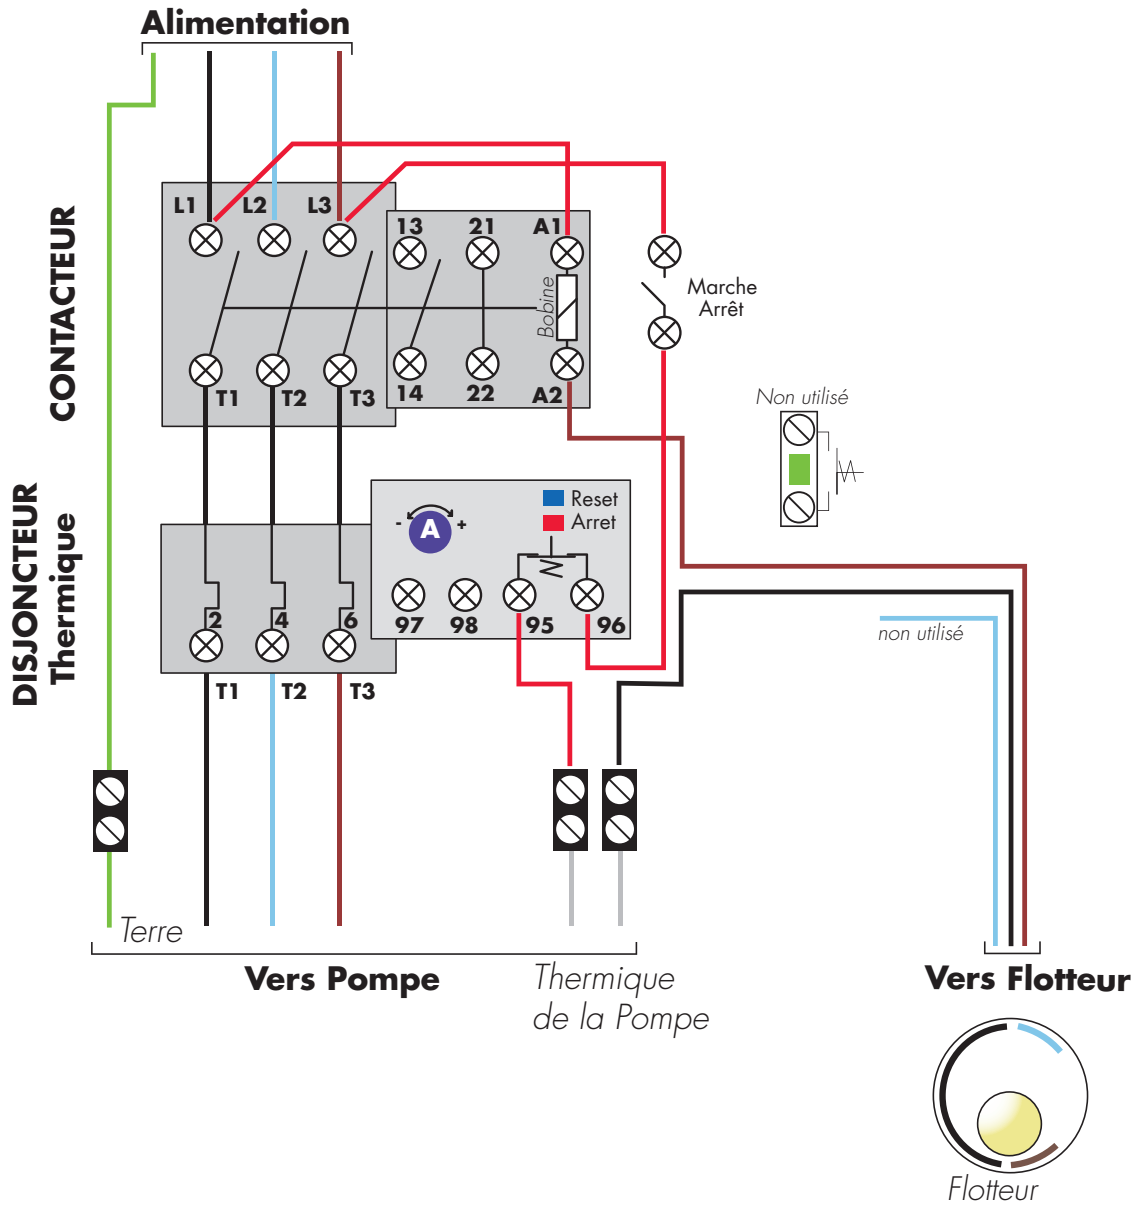 Alimentation
L1 L2 L3
13 21 A1
CONTACTEUR
Bobine
Marche
Arrêt
T1 T2 T3
14 22 A2
Non utilisé
DISJONCTEUR
Thermique
- A +
Reset
Arret
2 4 6
97 98 95 96
non utilisé
T1 T2 T3
Terre
Vers Pompe
Thermique
de la Pompe
Vers Flotteur
Flotteur